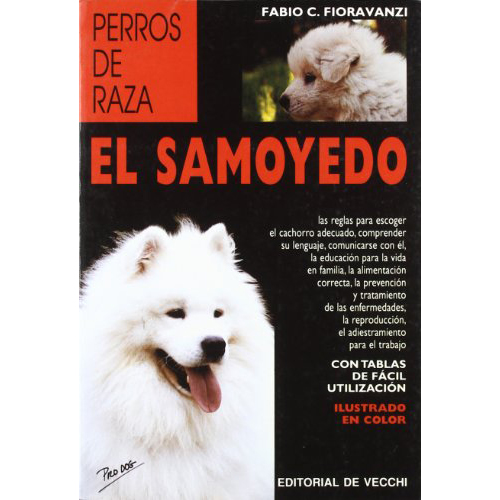 FABIO C. FIORAVANZI
PERROS
DE
RAZA
EL SAMOYEDO
las reglas para escoger
el cachorro adecuado, comprender
su lenguaje, comunicarse con él,
la educación para la vida
en familia, la alimentación
correcta, la prevención
y tratamiento
de las enfermedades,
la reproducción,
el adiestramiento
para el trabajo
CON TABLAS
DE FÁCIL
UTILIZACIÓN
ILUSTRADO
EN COLOR
PRO DOG
EDITORIAL DE VECCHI